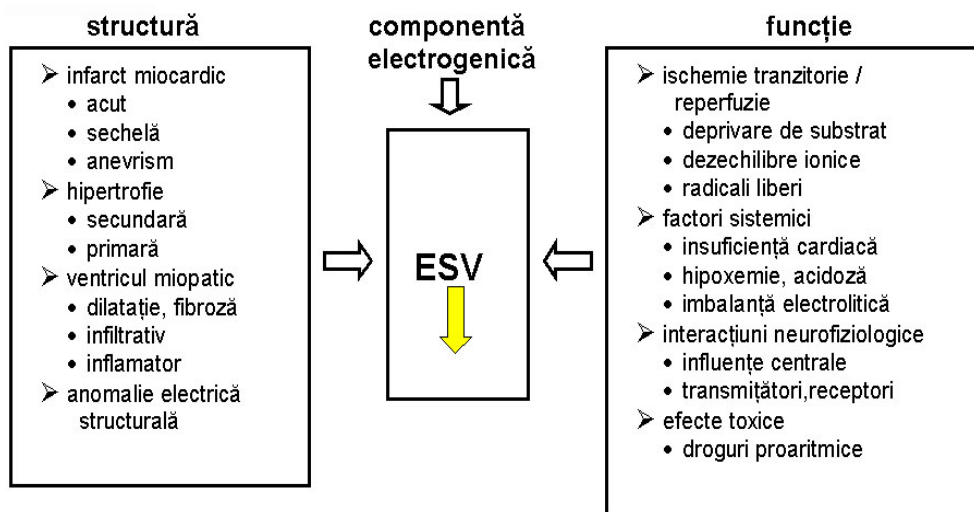 structură
➢ infarct miocardic
• acut
• sechelă
• anevrism
➢ hipertrofie
• secundară
• primară
➢ ventricul miopatic
• dilatație, fibroză
• infiltrativ
• inflamator
➢ anomalie electrică
structurală
componentă
electrogenică
ESV
funcție
➢ ischemie tranzitorie /
reperfuzie
• deprivare de substrat
• dezechilibre ionice
• radicali liberi
➢ factori sistemici
• insuficiență cardiacă
• hipoxemie, acidoză
• imbalanță electrolitică
➢ interacțiuni neurofiziologice
• influențe centrale
• transmițători,receptori
➢ efecte toxice
• droguri proaritmice